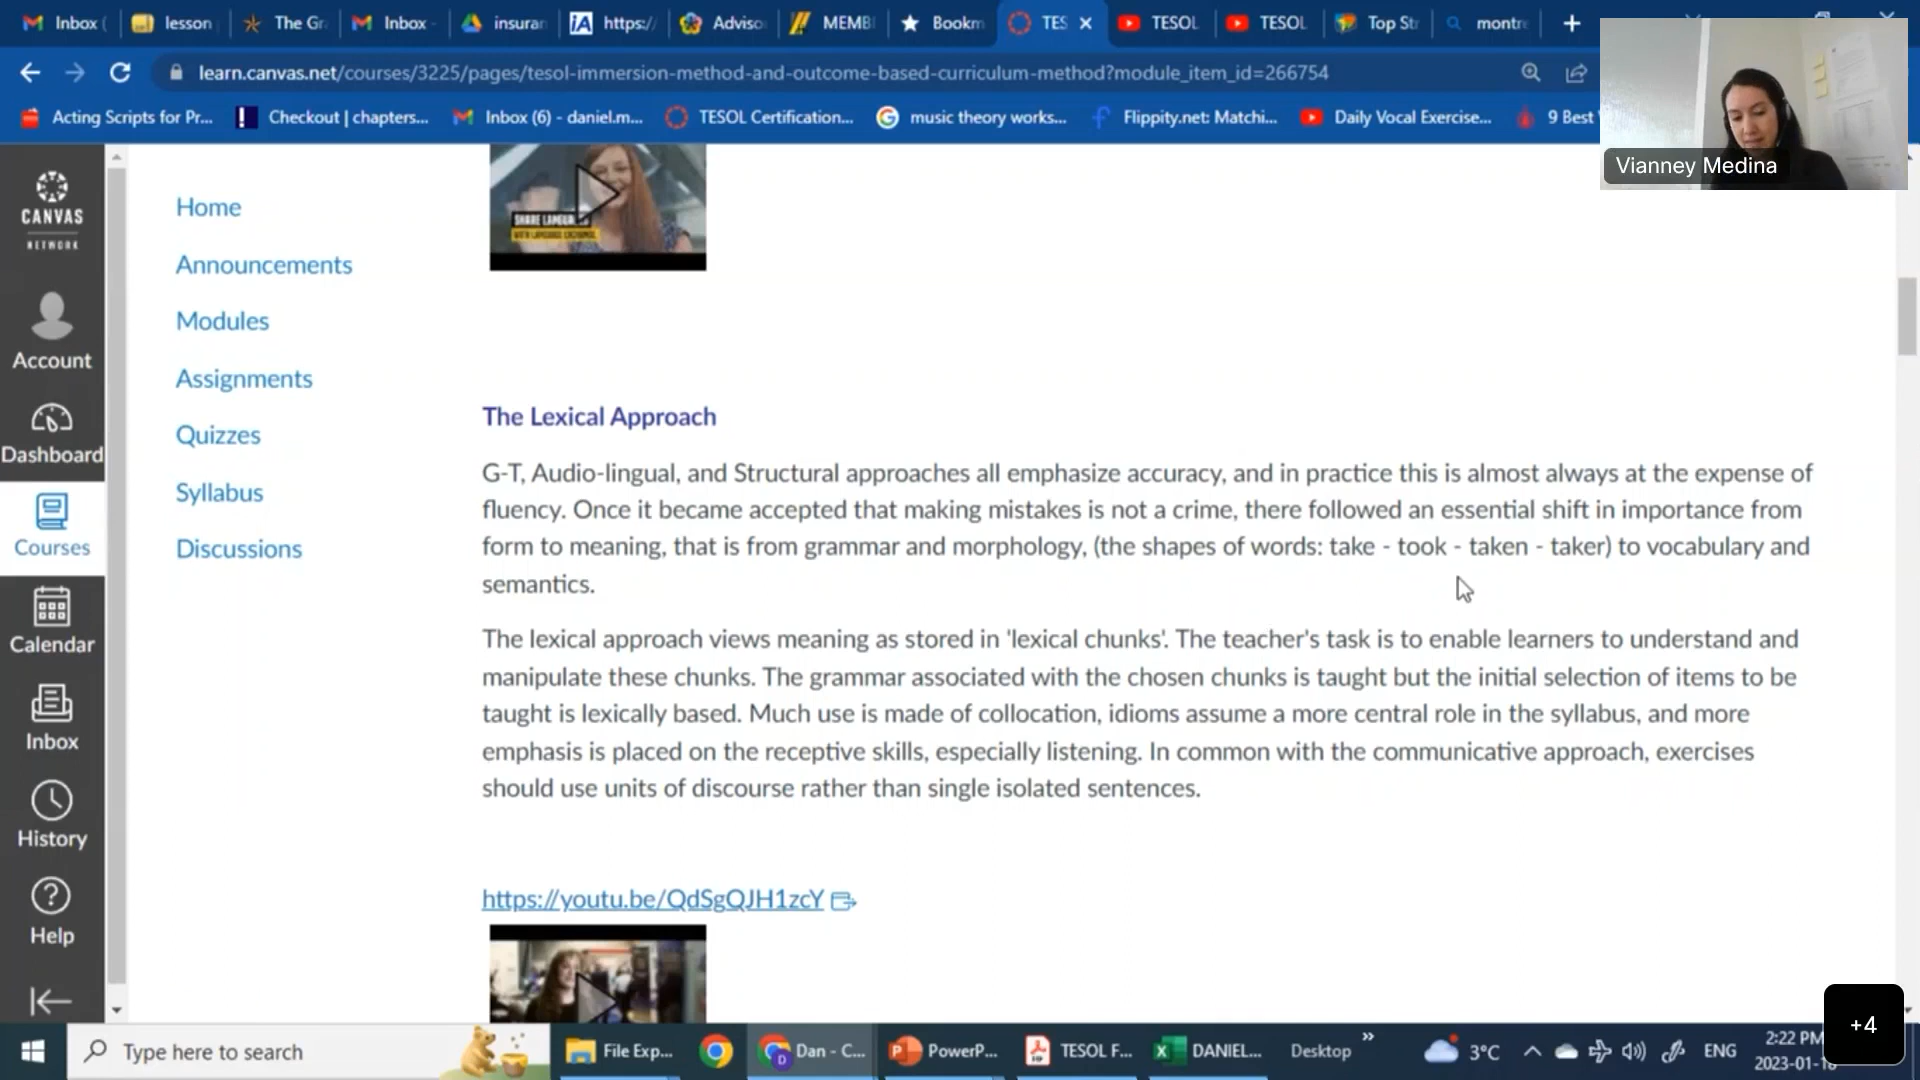 Inbox (
lesson
The Gr
Inbox -
insuran
https:/
Adviso
MEMB
Bookm
TES
TESOL
TESOL
Top St
montr
learn.canvas.net/courses/3225/pages/tesol-immersion-method-and-outcome-based-curriculum-method?module_item_id=266754
Acting Scripts for Pr...
Checkout | chapters...
Inbox (6) - daniel.m...
TESOL Certification...
music theory works...
Flippity.net: Matchi...
Daily Vocal Exercise...
9 Best
Vianney Medina
CANVAS
NETWORK
Account
Dashboard
Courses
Calendar
Inbox
History
Help
Home
Announcements
Modules
Assignments
Quizzes
Syllabus
Discussions
The Lexical Approach
G-T, Audio-lingual, and Structural approaches all emphasize accuracy, and in practice this is almost always at the expense of
fluency. Once it became accepted that making mistakes is not a crime, there followed an essential shift in importance from
form to meaning, that is from grammar and morphology, (the shapes of words: take - took - taken - taker) to vocabulary and
semantics.
The lexical approach views meaning as stored in 'lexical chunks'. The teacher's task is to enable learners to understand and
manipulate these chunks. The grammar associated with the chosen chunks is taught but the initial selection of items to be
taught is lexically based. Much use is made of collocation, idioms assume a more central role in the syllabus, and more
emphasis is placed on the receptive skills, especially listening. In common with the communicative approach, exercises
should use units of discourse rather than single isolated sentences.
https://youtu.be/QdSgQJH1zcY
Type here to search
File Exp...
Dan - C...
PowerP...
TESOL F...
DANIEL...
Desktop
3°C
ENG
2:22 PM
2023-01-1
+4